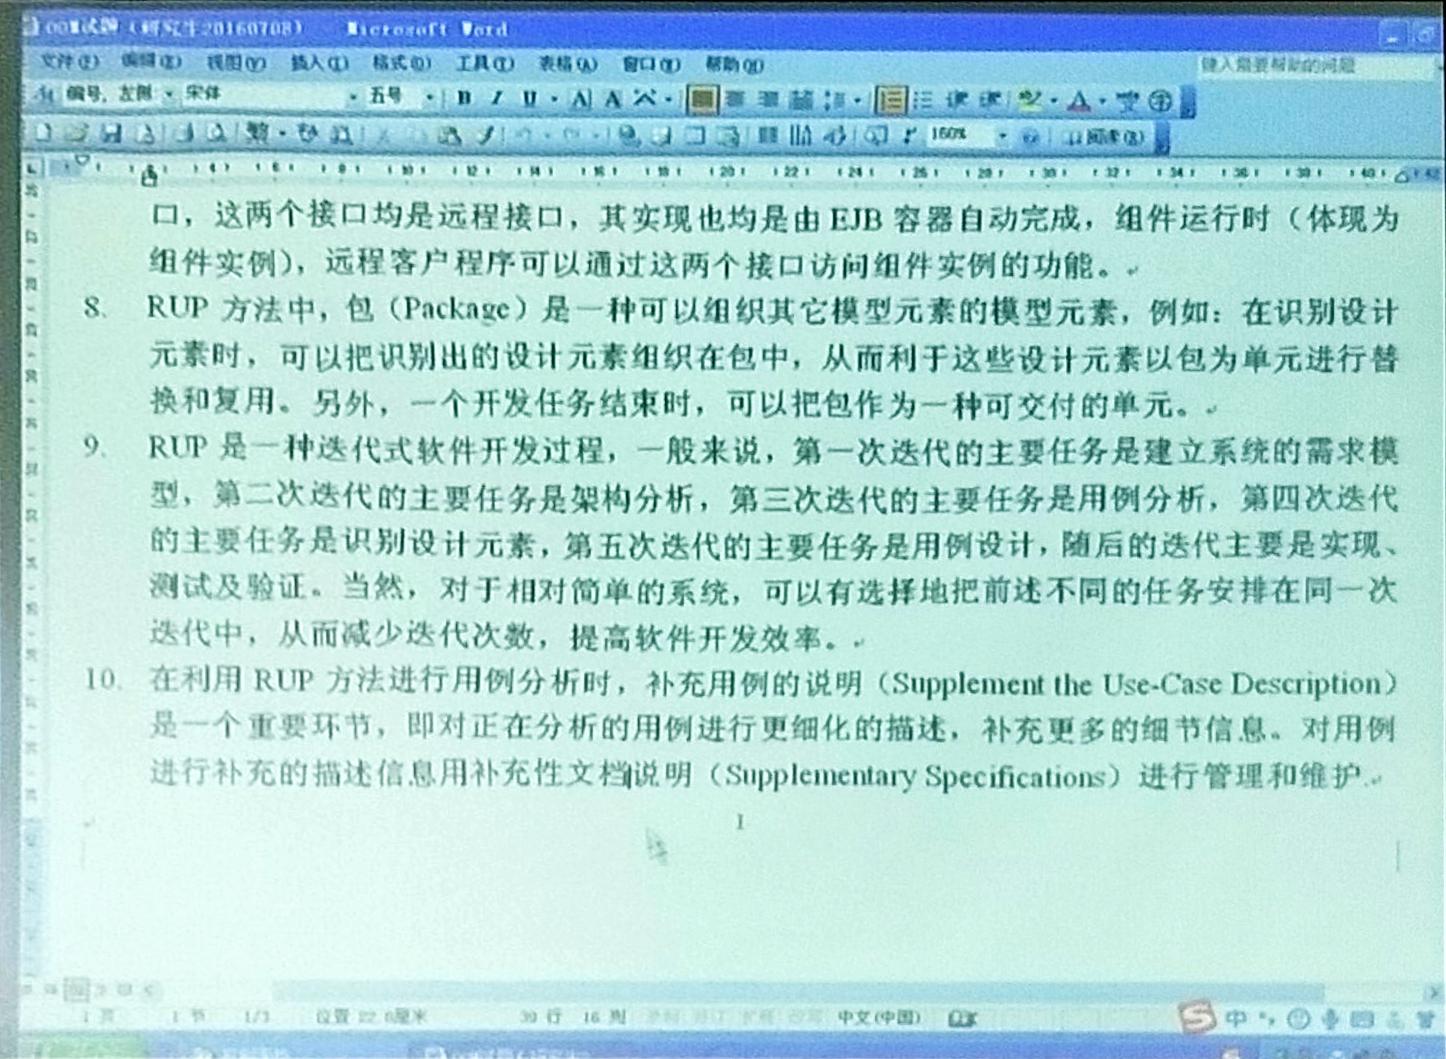 OOM试题（研究生20160708） Microsoft Word
文件(F) 编辑(E) 视图(V) 插入(I) 格式(O) 工具(T) 表格(A) 窗口(W) 帮助(H)
键入需要帮助的问题
编号, 左侧 宋体 五号 B I U A A
160% 阅读(R)
口，这两个接口均是远程接口，其实现也均是由 EJB 容器自动完成，组件运行时（体现为
组件实例），远程客户程序可以通过这两个接口访问组件实例的功能。
8. RUP 方法中，包（Package）是一种可以组织其它模型元素的模型元素，例如：在识别设计
元素时，可以把识别出的设计元素组织在包中，从而利于这些设计元素以包为单元进行替
换和复用。另外，一个开发任务结束时，可以把包作为一种可交付的单元。
9. RUP 是一种迭代式软件开发过程，一般来说，第一次迭代的主要任务是建立系统的需求模
型，第二次迭代的主要任务是架构分析，第三次迭代的主要任务是用例分析，第四次迭代
的主要任务是识别设计元素，第五次迭代的主要任务是用例设计，随后的迭代主要是实现、
测试及验证。当然，对于相对简单的系统，可以有选择地把前述不同的任务安排在同一次
迭代中，从而减少迭代次数，提高软件开发效率。
10. 在利用 RUP 方法进行用例分析时，补充用例的说明（Supplement the Use-Case Description）
是一个重要环节，即对正在分析的用例进行更细化的描述，补充更多的细节信息。对用例
进行补充的描述信息用补充性文档说明（Supplementary Specifications）进行管理和维护.
1 页 1 节 1/3 位置 22.6厘米 39 行 16 列 中文(中国)
中